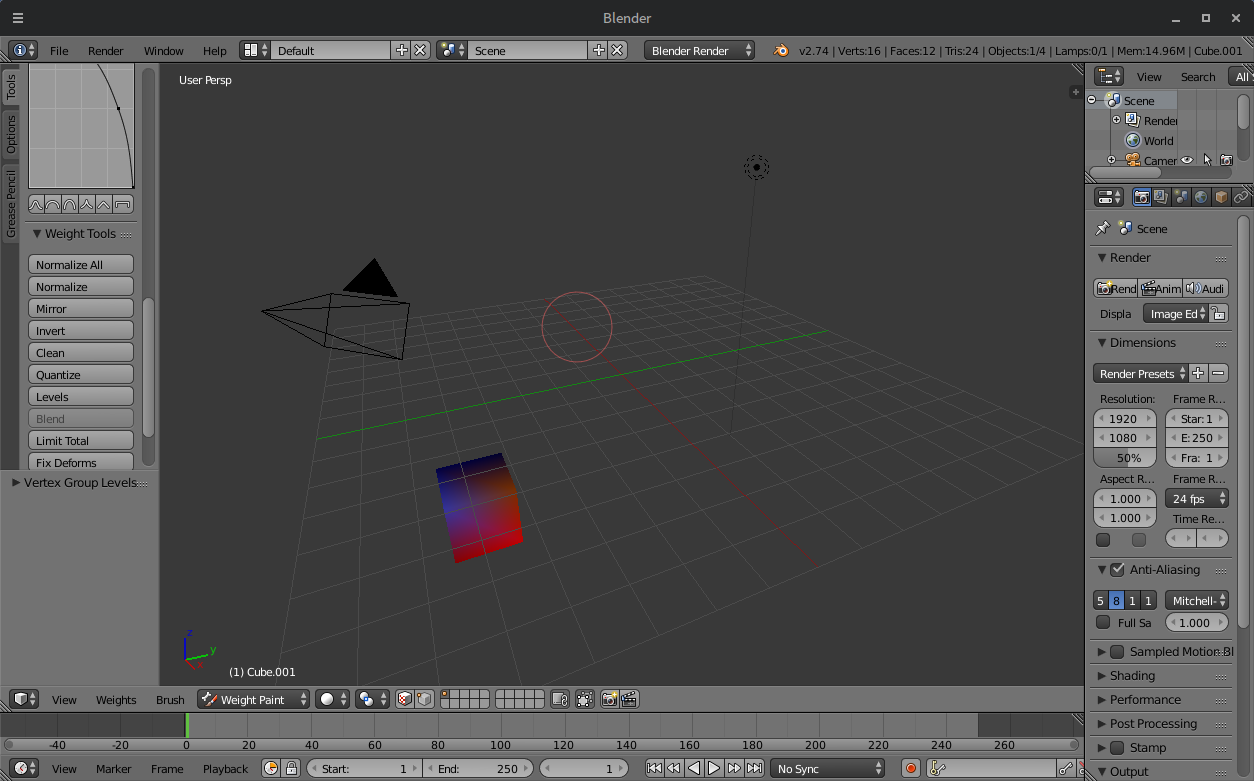 Blender
File Render Window Help Default Scene Blender Render v2.74 | Verts:16 | Faces:12 | Tris:24 | Objects:1/4 | Lamps:0/1 | Mem:14.96M | Cube.001
Tools
Options
Grease Pencil
Weight Tools
Normalize All
Normalize
Mirror
Invert
Clean
Quantize
Levels
Blend
Limit Total
Fix Deforms
Vertex Group Levels
User Persp
z
y
x
(1) Cube.001
View Weights Brush Weight Paint
View Search All
Scene
Render
World
Camer
Scene
Render
Rend Anim Audi
Displa Image Ed
Dimensions
Render Presets
Resolution: Frame R...
1920 Star: 1
1080 E: 250
50% Fra: 1
Aspect R... Frame R...
1.000 24 fps
1.000 Time Re...
Anti-Aliasing
5 8 1 1 Mitchell-
Full Sa 1.000
Sampled Motion Bl
Shading
Performance
Post Processing
Stamp
Output
-40 -20 0 20 40 60 80 100 120 140 160 180 200 220 240 260
View Marker Frame Playback Start: 1 End: 250 1 No Sync